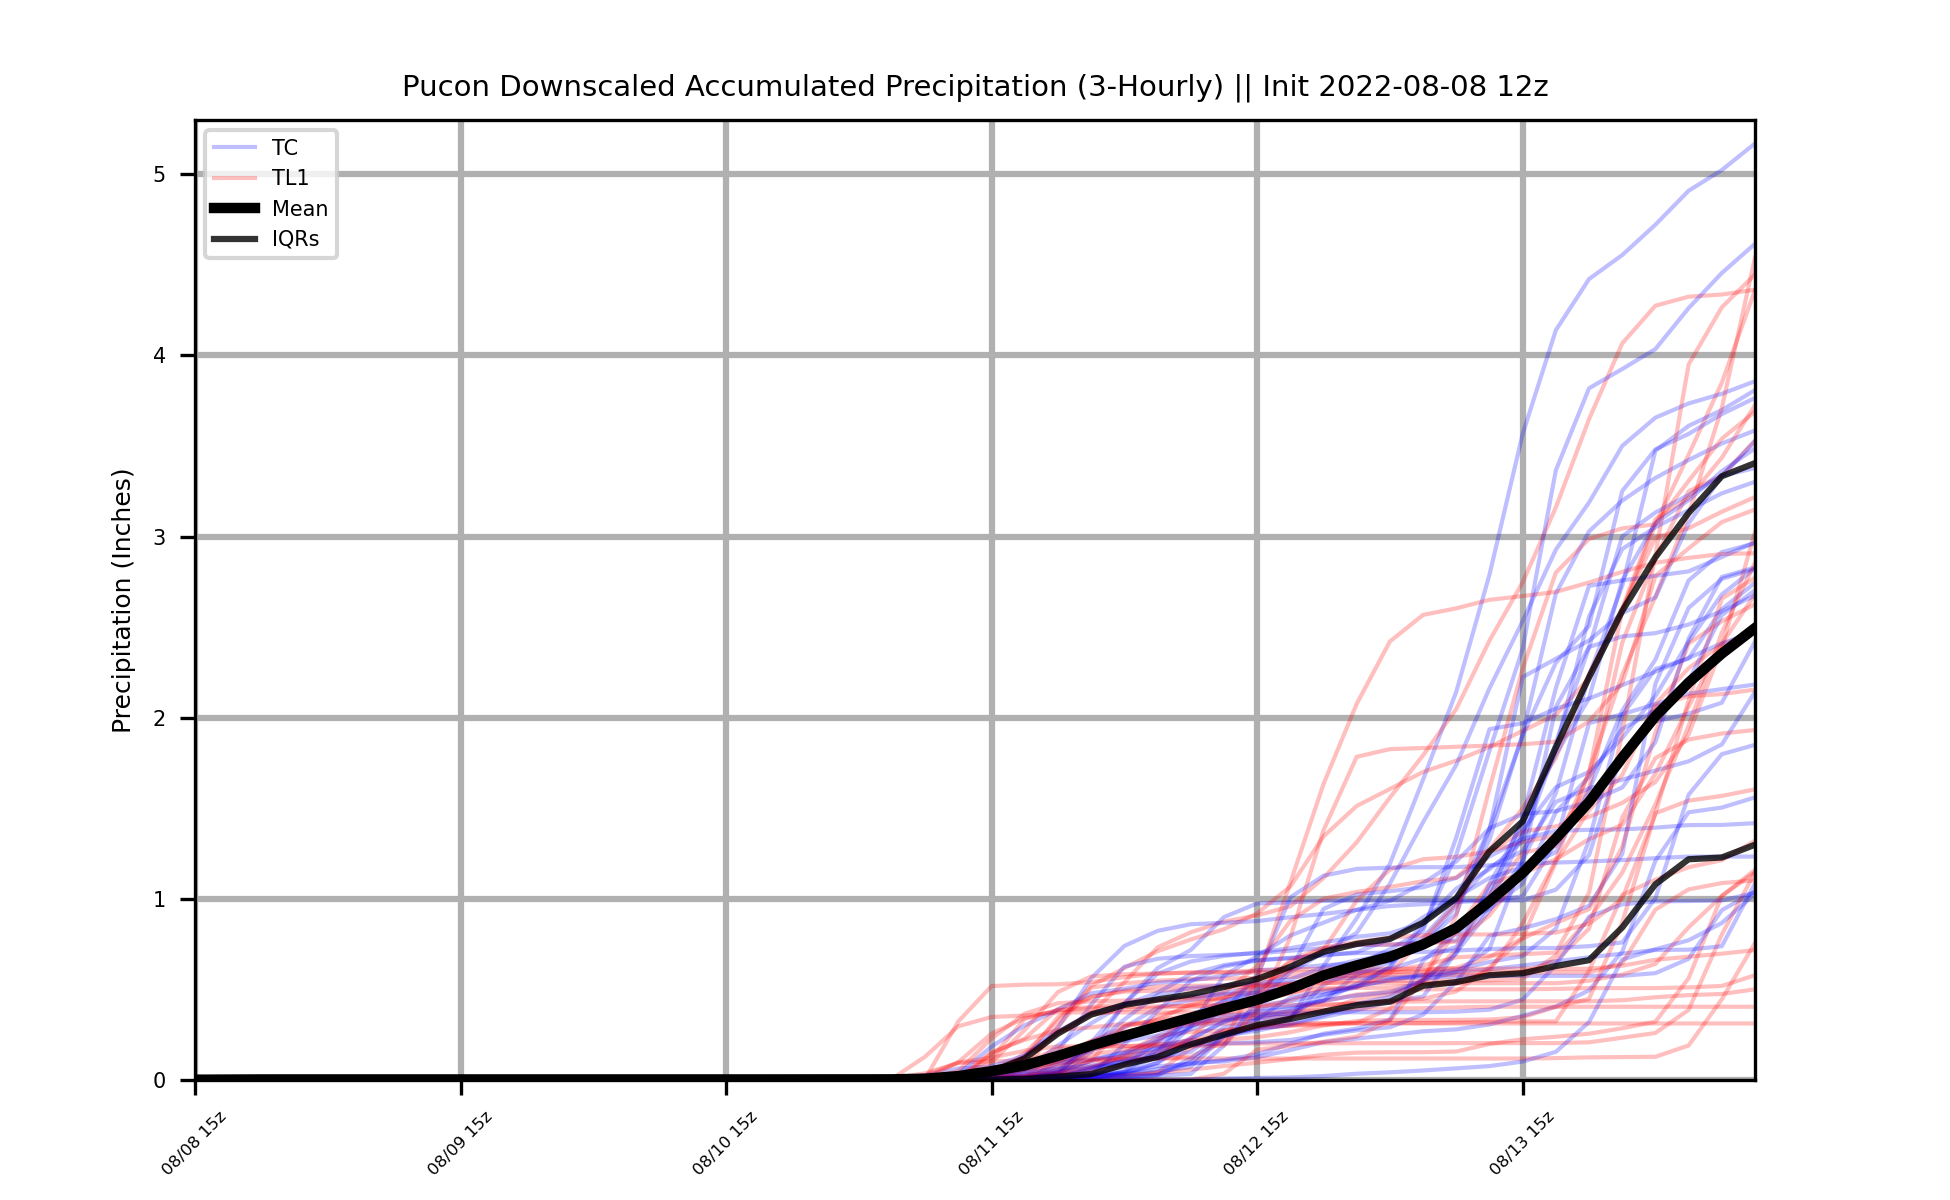 Pucon Downscaled Accumulated Precipitation (3-Hourly) || Init 2022-08-08 12z
TC
TL1
Mean
IQRs
Precipitation (Inches)
5
4
3
2
1
0
08/08 15z
08/09 15z
08/10 15z
08/11 15z
08/12 15z
08/13 15z